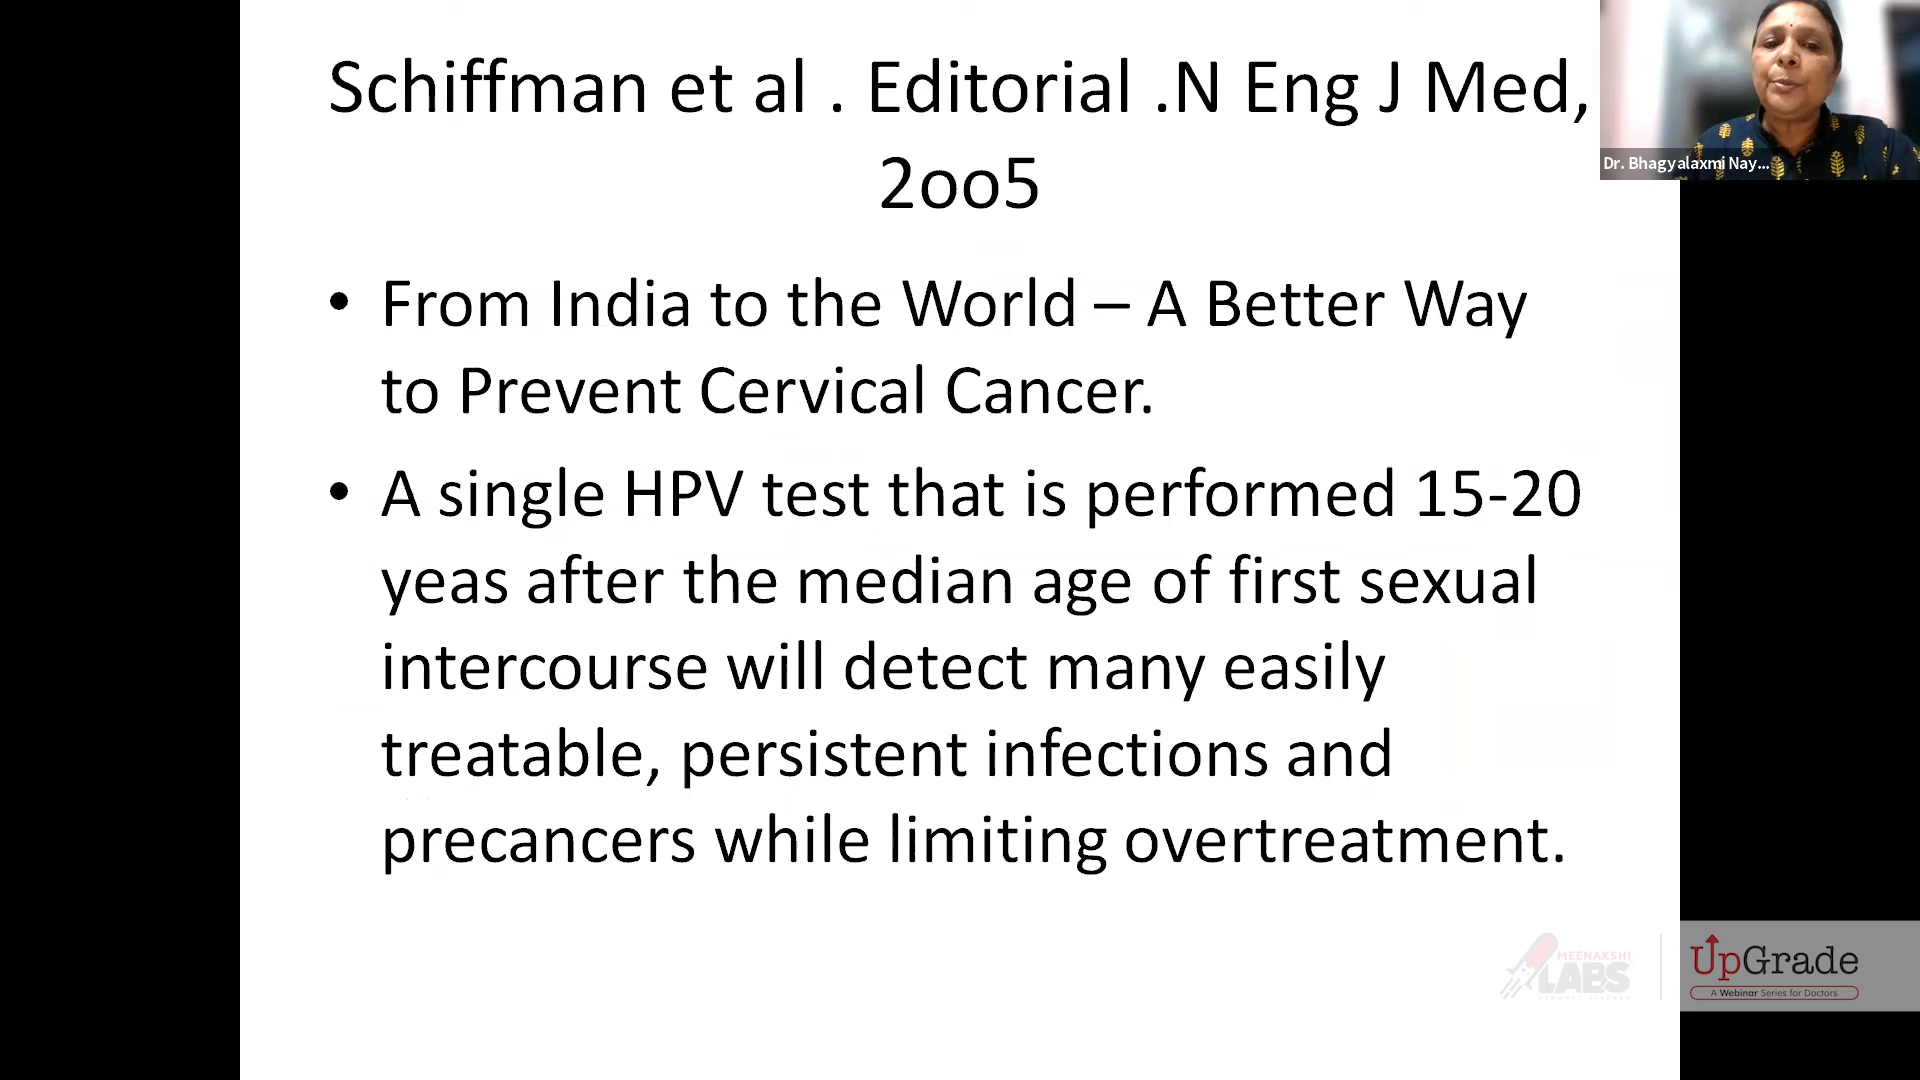 Schiffman et al . Editorial .N Eng J Med,
2oo5
• From India to the World – A Better Way
to Prevent Cervical Cancer.
• A single HPV test that is performed 15-20
yeas after the median age of first sexual
intercourse will detect many easily
treatable, persistent infections and
precancers while limiting overtreatment.
Dr. Bhagyalaxmi Nay...
MEENAKSHI
LABS
UpGrade
A Webinar Series for Doctors